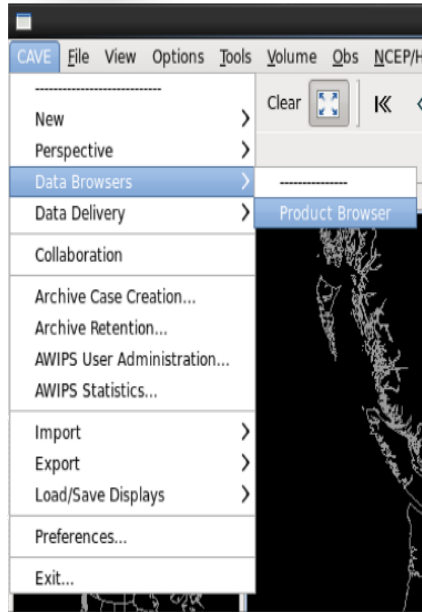 CAVE File View Options Tools Volume Obs NCEP/H
Clear
---------------------------
New
Perspective
Data Browsers
---------------
Data Delivery
Product Browser
Collaboration
Archive Case Creation...
Archive Retention...
AWIPS User Administration...
AWIPS Statistics...
Import
Export
Load/Save Displays
Preferences...
Exit...